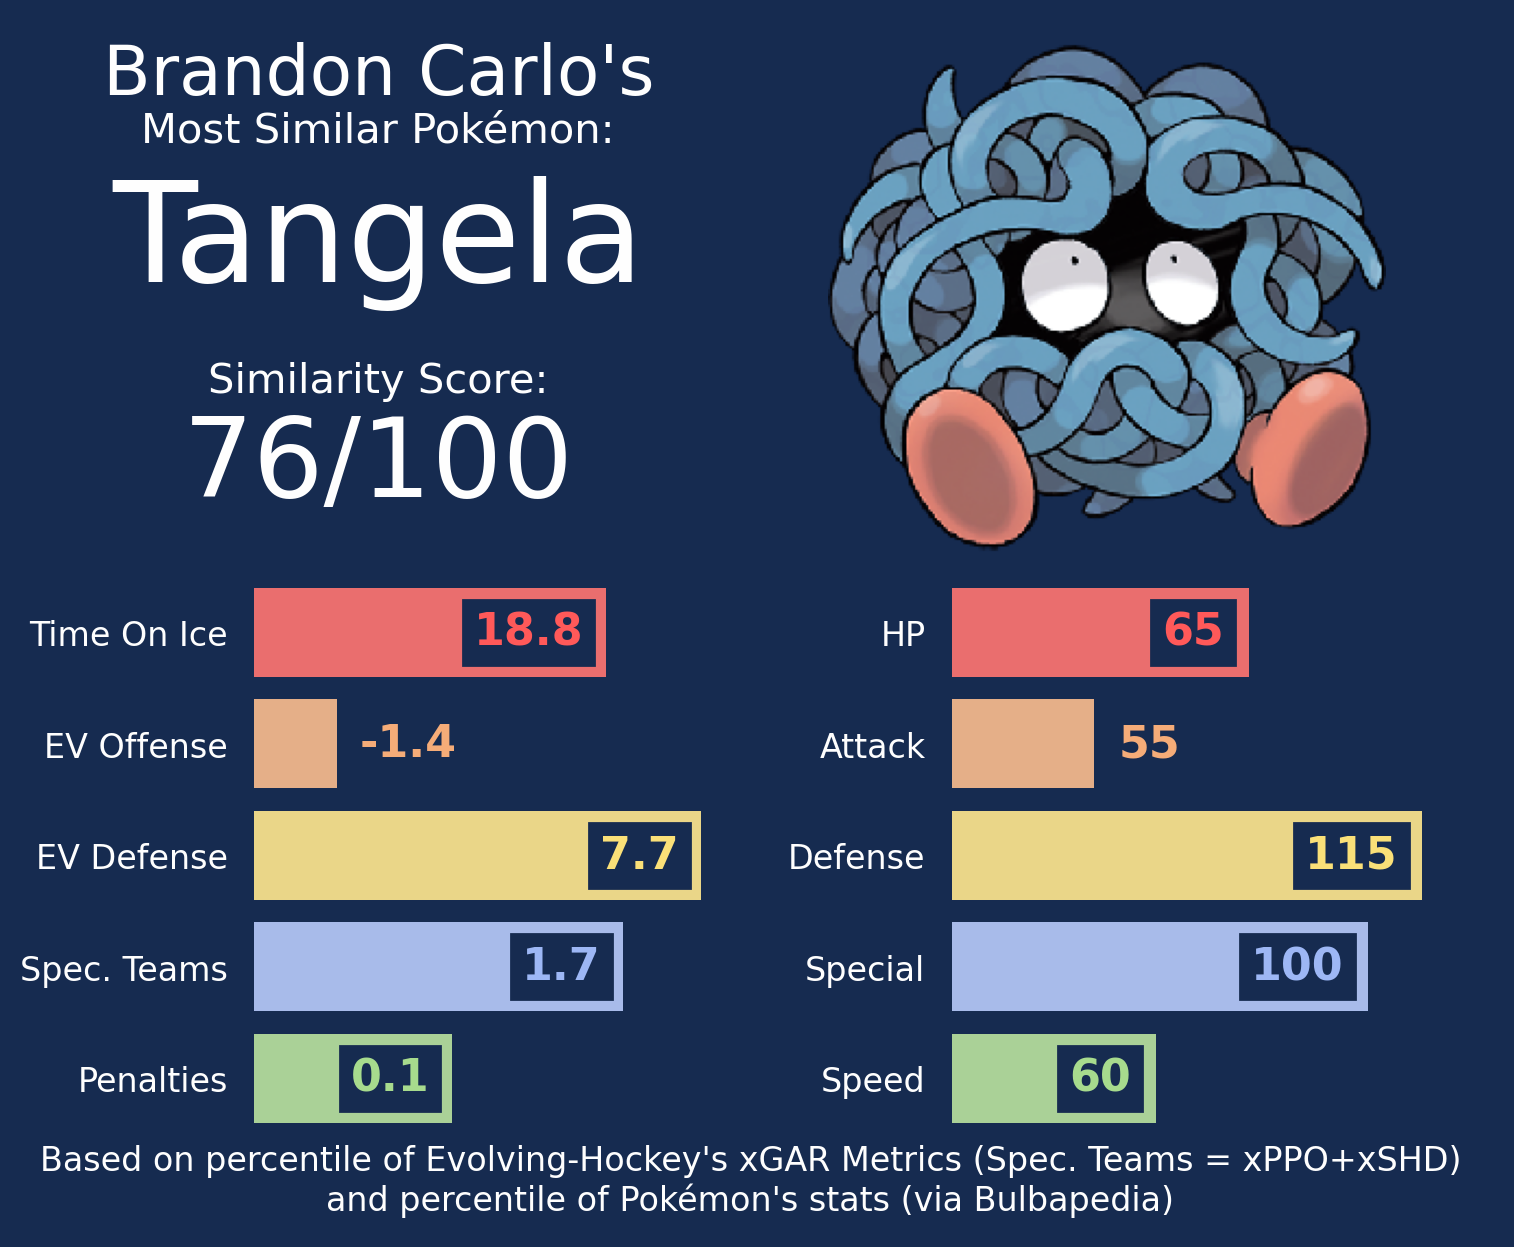 Brandon Carlo's
Most Similar Pokémon:
Tangela
Similarity Score:
76/100
Time On Ice 18.8
EV Offense -1.4
EV Defense 7.7
Spec. Teams 1.7
Penalties 0.1
HP 65
Attack 55
Defense 115
Special 100
Speed 60
Based on percentile of Evolving-Hockey's xGAR Metrics (Spec. Teams = xPPO+xSHD)
and percentile of Pokémon's stats (via Bulbapedia)